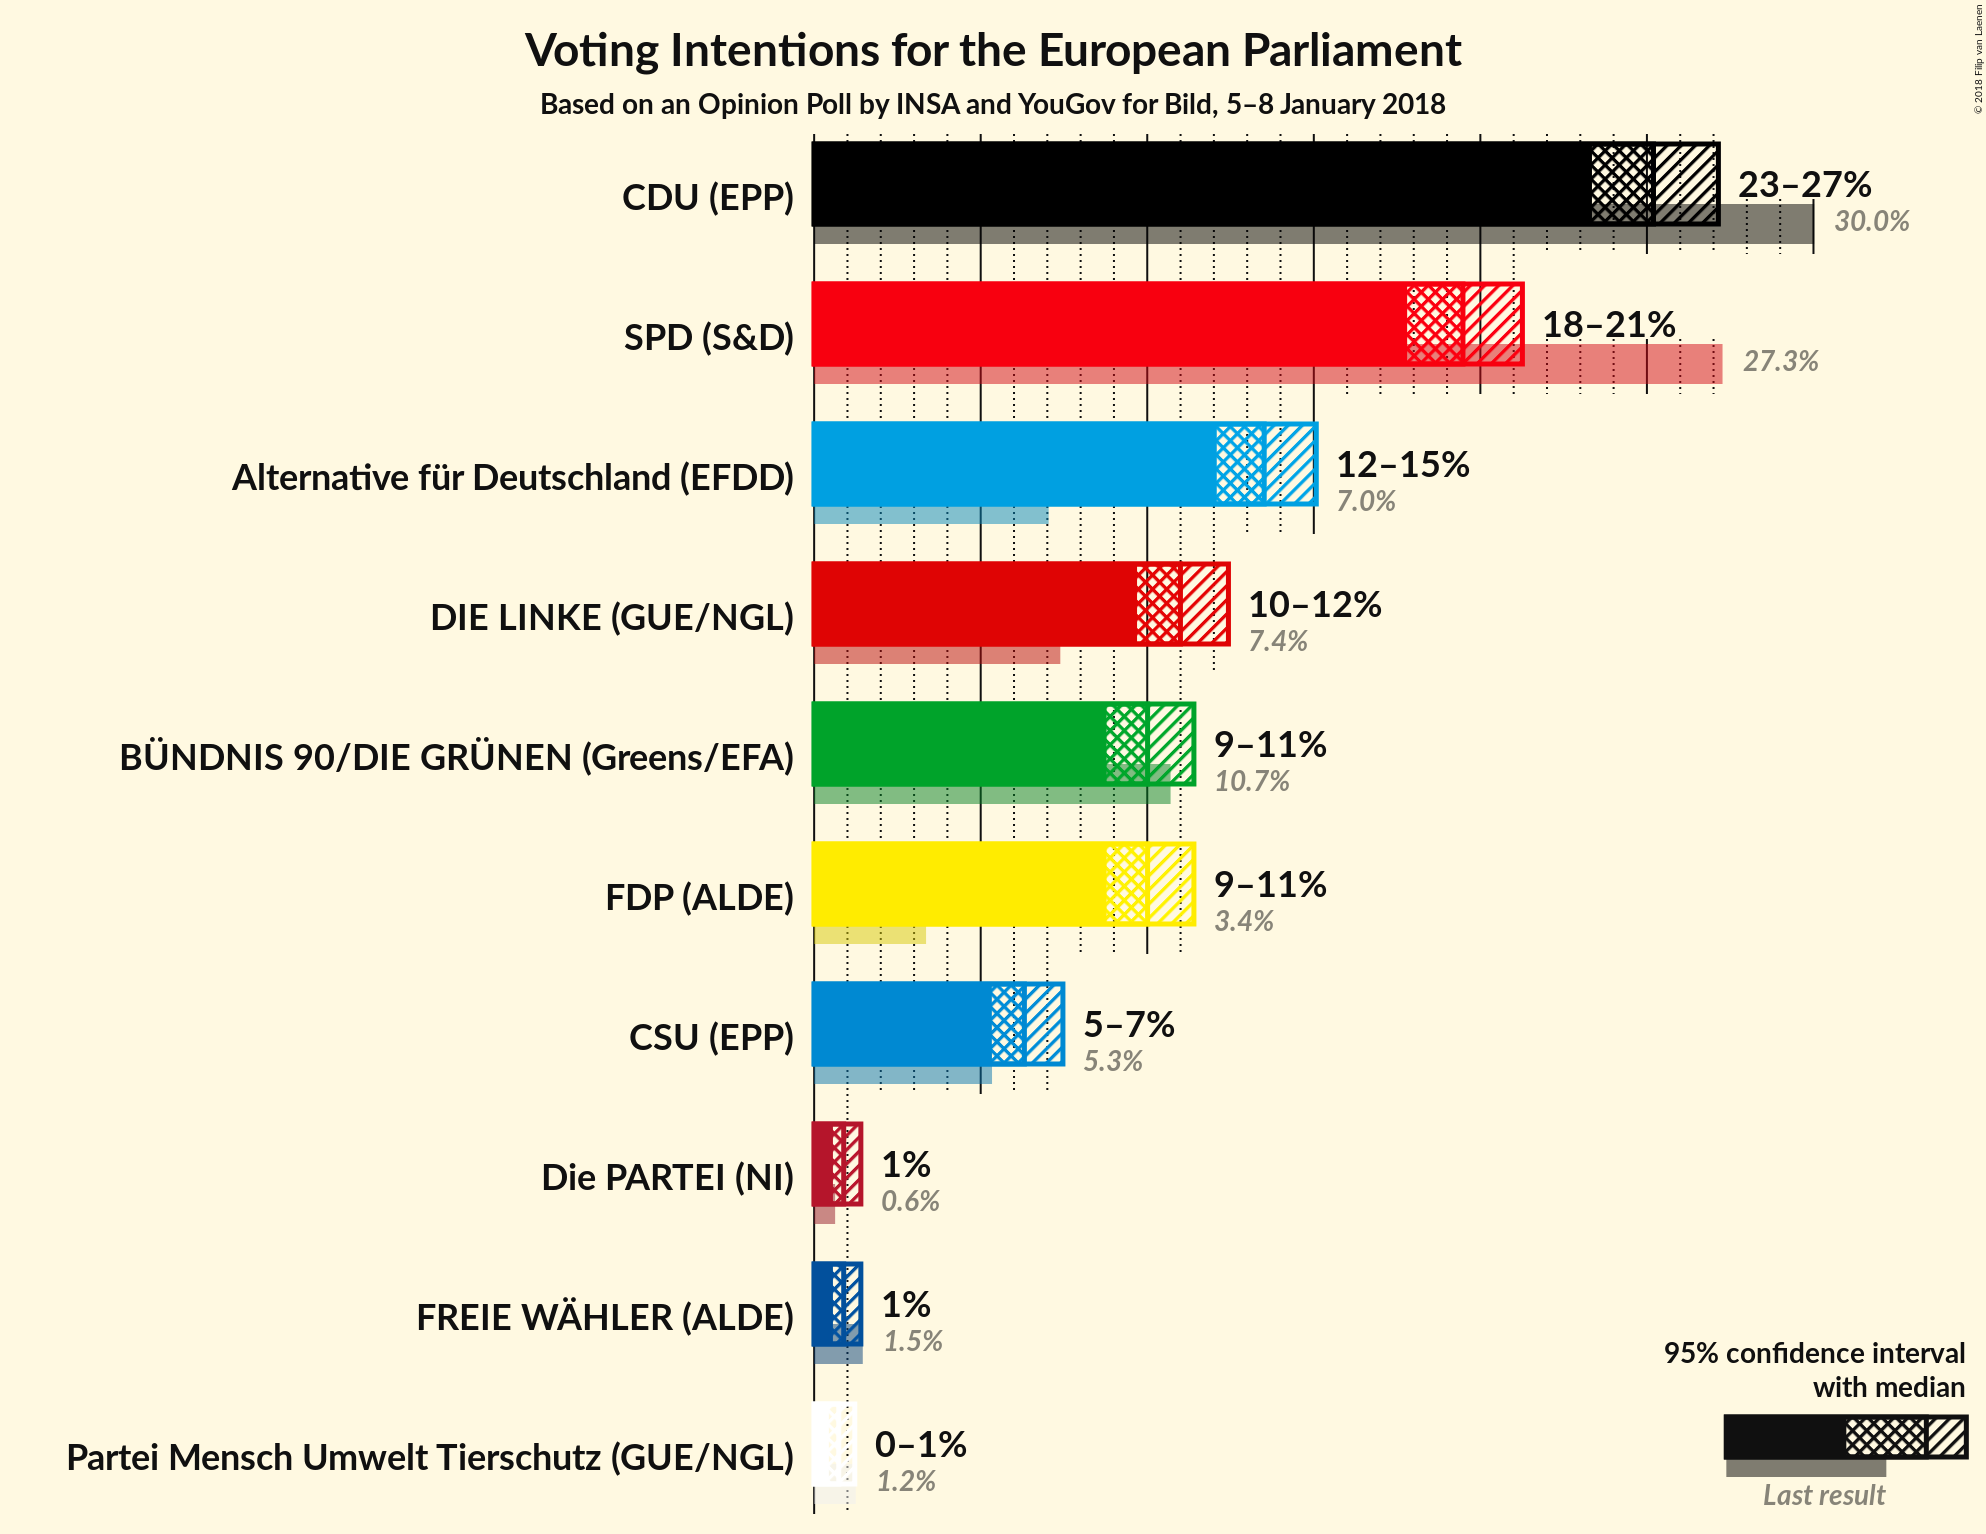 Voting Intentions for the European Parliament
Based on an Opinion Poll by INSA and YouGov for Bild, 5–8 January 2018
© 2018 Filip van Laenen
CDU (EPP)
23–27%
30.0%
SPD (S&D)
18–21%
27.3%
Alternative für Deutschland (EFDD)
12–15%
7.0%
DIE LINKE (GUE/NGL)
10–12%
7.4%
BÜNDNIS 90/DIE GRÜNEN (Greens/EFA)
9–11%
10.7%
FDP (ALDE)
9–11%
3.4%
CSU (EPP)
5–7%
5.3%
Die PARTEI (NI)
1%
0.6%
FREIE WÄHLER (ALDE)
1%
1.5%
Partei Mensch Umwelt Tierschutz (GUE/NGL)
0–1%
1.2%
95% confidence interval
with median
Last result